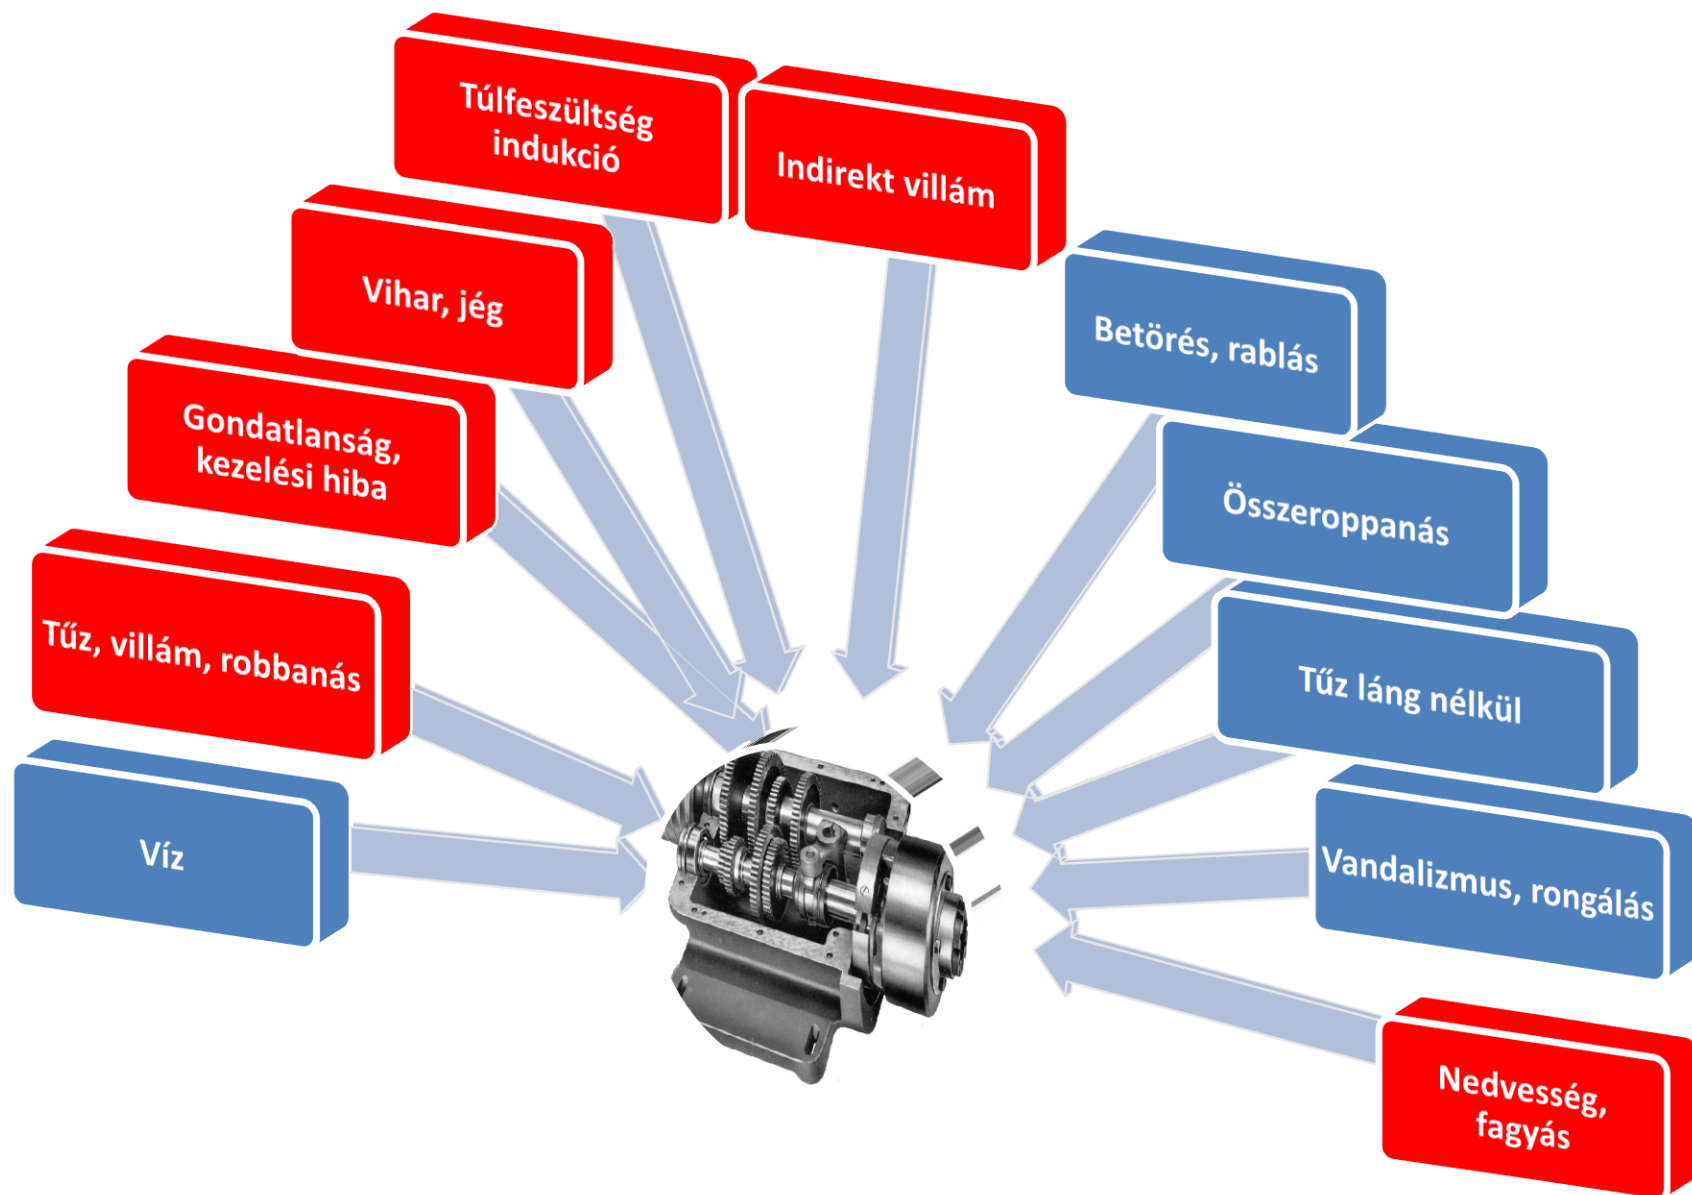 Túlfeszültség
indukció
Indirekt villám
Vihar, jég
Betörés, rablás
Gondatlanság,
kezelési hiba
Összeroppanás
Tűz, villám, robbanás
Tűz láng nélkül
Víz
Vandalizmus, rongálás
Nedvesség,
fagyás